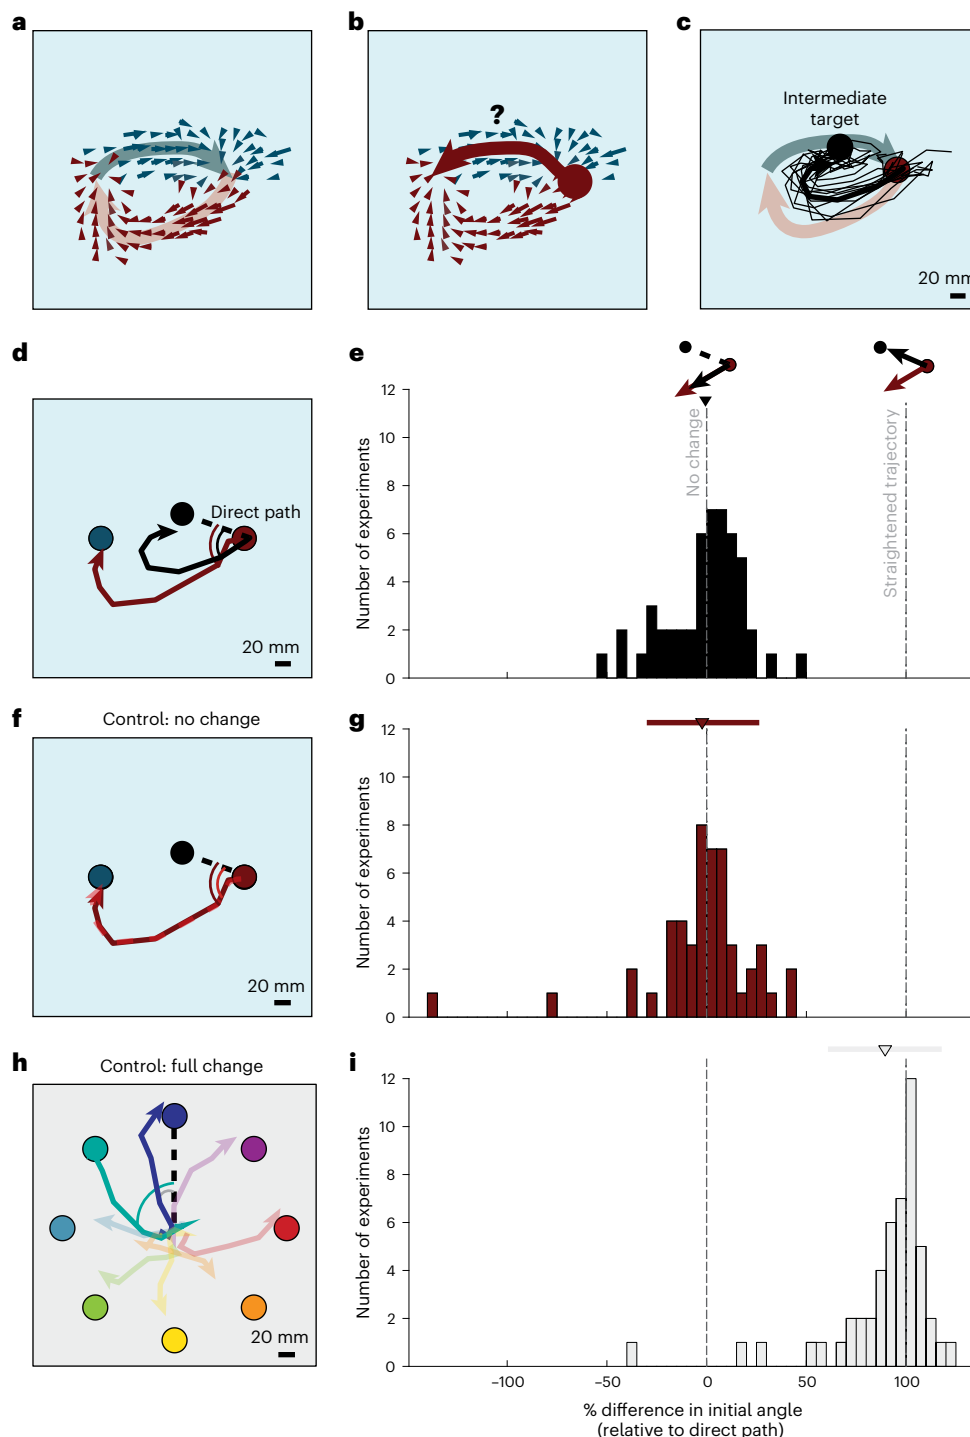 a
b
c
?
Intermediate
target
20 mm
d
Direct path
20 mm
e
12
10
8
6
4
2
0
Number of experiments
No change
Straightened trajectory
f
Control: no change
20 mm
g
12
10
8
6
4
2
0
Number of experiments
h
Control: full change
20 mm
i
12
10
8
6
4
2
0
Number of experiments
−100
−50
0
50
100
% difference in initial angle
(relative to direct path)